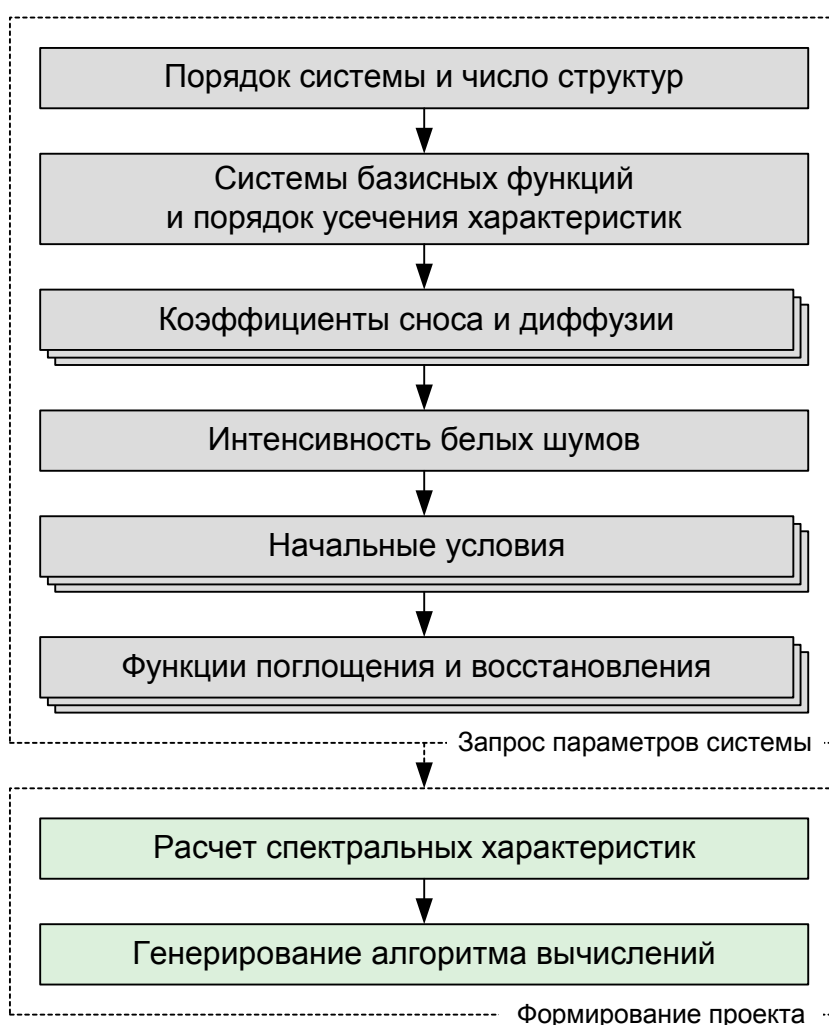 Порядок системы и число структур
Системы базисных функций
и порядок усечения характеристик
Коэффициенты сноса и диффузии
Интенсивность белых шумов
Начальные условия
Функции поглощения и восстановления
Запрос параметров системы
Расчет спектральных характеристик
Генерирование алгоритма вычислений
Формирование проекта